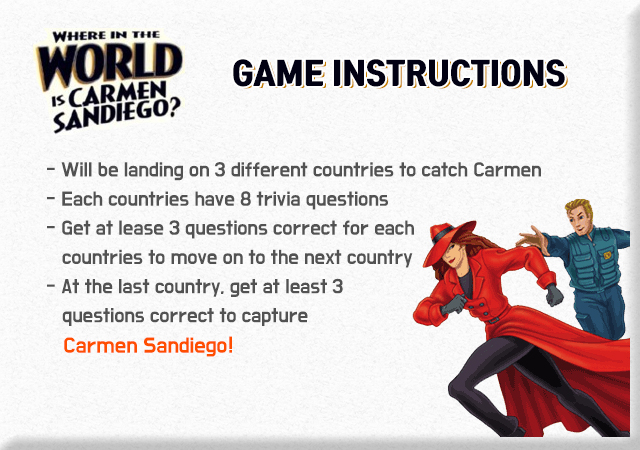 WHERE IN THE
WORLD
IS CARMEN
SANDIEGO?
GAME INSTRUCTIONS
- Will be landing on 3 different countries to catch Carmen
- Each countries have 8 trivia questions
- Get at lease 3 questions correct for each
countries to move on to the next country
- At the last country, get at least 3
questions correct to capture
Carmen Sandiego!